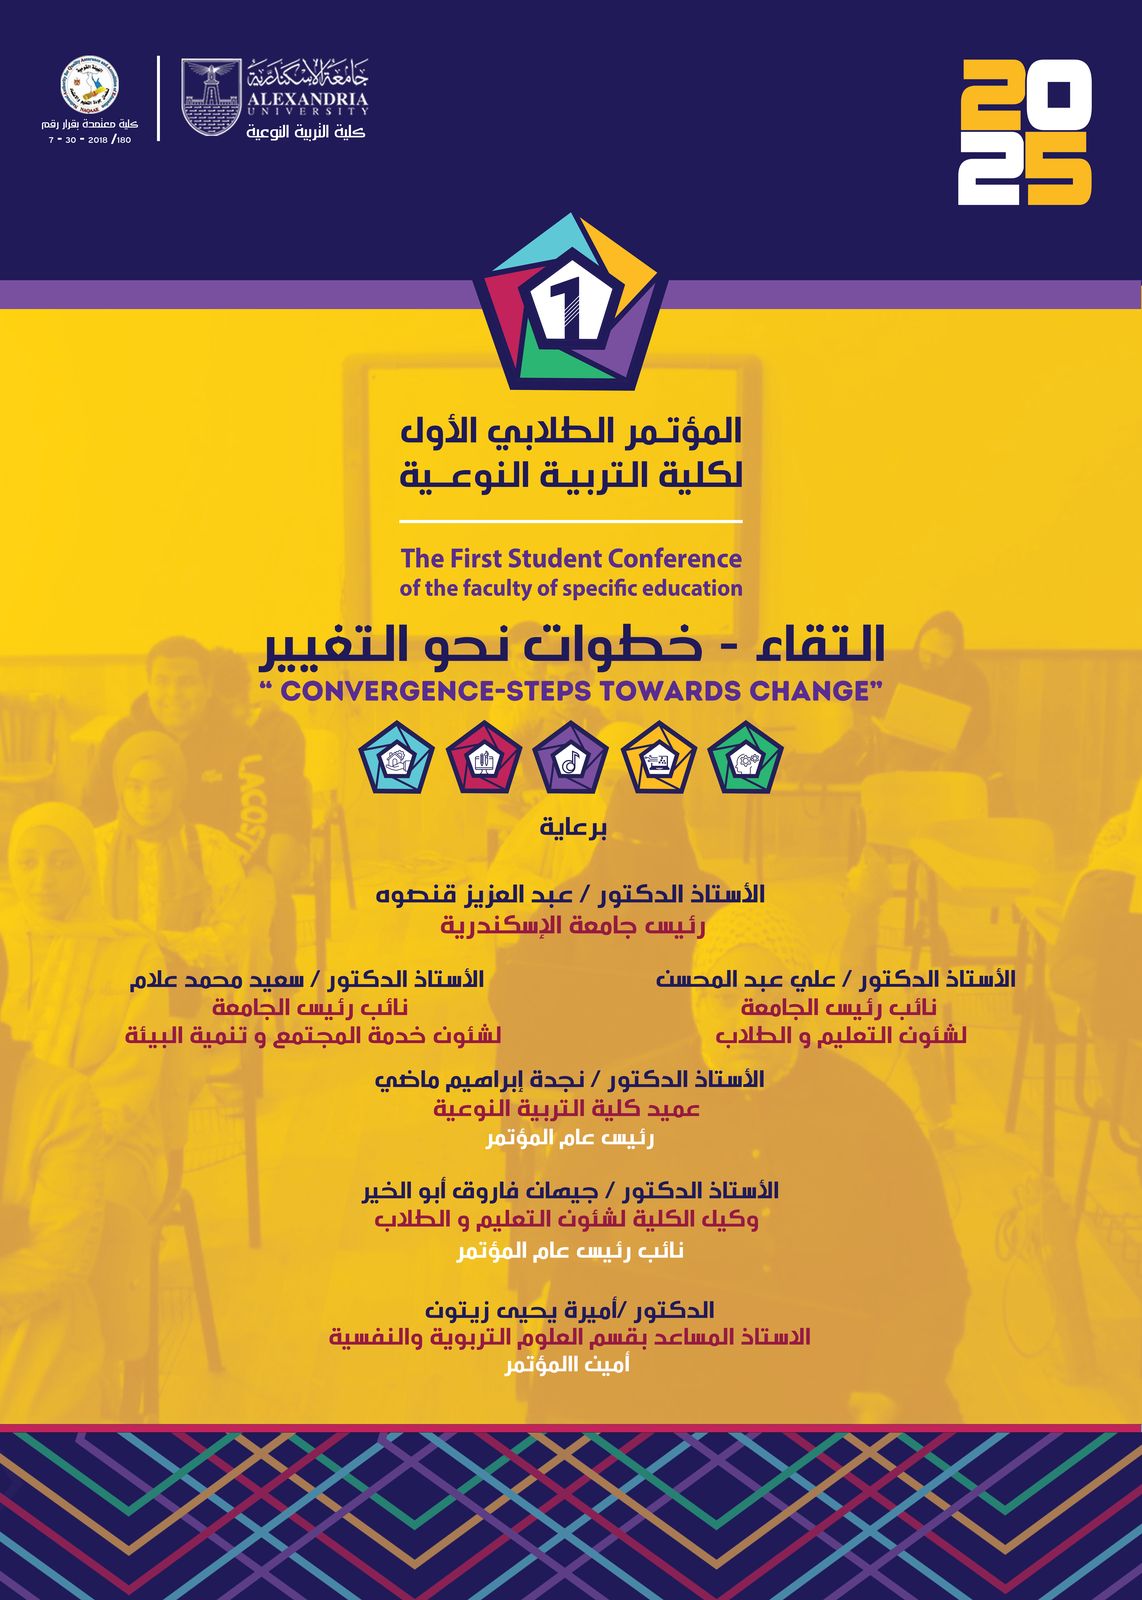 كلية معتمدة بقرار رقم
7 - 30 - 2018 /180
جامعة الإسكندرية
ALEXANDRIA
UNIVERSITY
كلية التربية النوعية
2025
1
المؤتمر الطلابي الأول
لكلية التربية النوعية
The First Student Conference
of the faculty of specific education
التقاء - خطوات نحو التغيير
“ CONVERGENCE-STEPS TOWARDS CHANGE”
برعاية
الأستاذ الدكتور / عبد العزيز قنصوه
رئيس جامعة الإسكندرية
الأستاذ الدكتور / علي عبد المحسن
نائب رئيس الجامعة
لشئون التعليم و الطلاب
الأستاذ الدكتور / سعيد محمد علام
نائب رئيس الجامعة
لشئون خدمة المجتمع و تنمية البيئة
الأستاذ الدكتور / نجدة إبراهيم ماضي
عميد كلية التربية النوعية
رئيس عام المؤتمر
الأستاذ الدكتور / جيهان فاروق أبو الخير
وكيل الكلية لشئون التعليم و الطلاب
نائب رئيس عام المؤتمر
الدكتور /أميرة يحيى زيتون
الاستاذ المساعد بقسم العلوم التربوية والنفسية
أمين االمؤتمر
LACOSTE